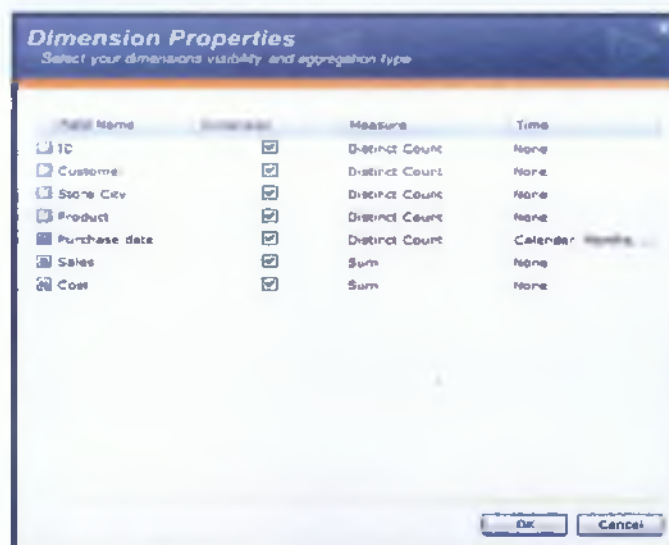 Dimension Properties
Select your dimensions visibility and aggregation type
Field Name Dimension Measure Time
ID Distinct Count None
Customer Distinct Count None
Store City Distinct Count None
Product Distinct Count None
Purchase date Distinct Count Calender
Sales Sum None
Cost Sum None
OK Cancel